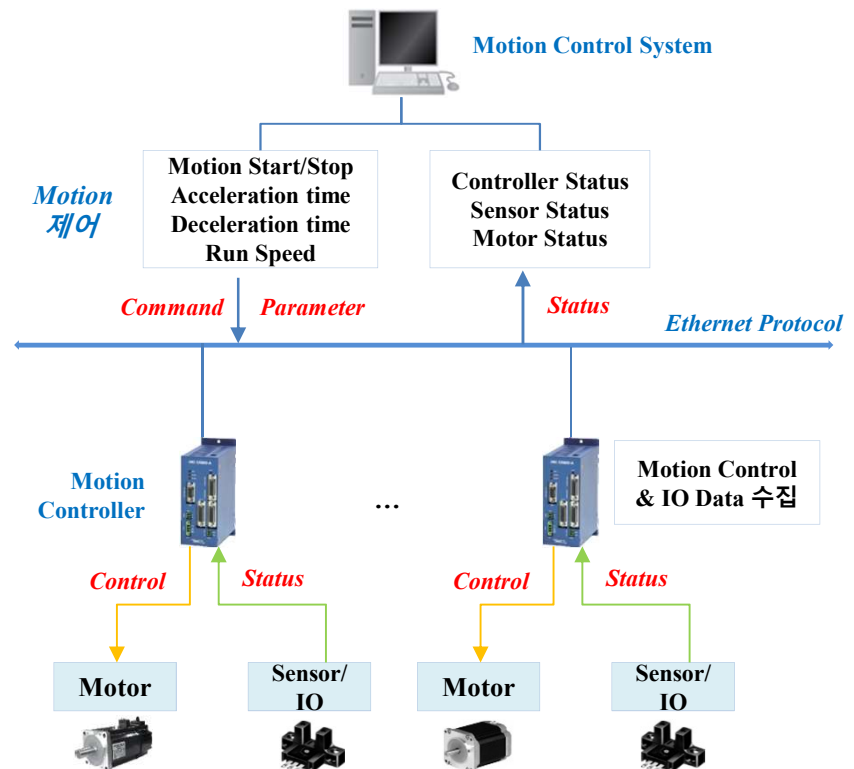 Motion Control System
Motion Start/Stop
Acceleration time
Deceleration time
Run Speed
Controller Status
Sensor Status
Motor Status
Motion
제어
Command
Parameter
Status
Ethernet Protocol
Motion
Controller
...
Motion Control
& IO Data 수집
Control
Status
Control
Status
Motor
Sensor/
IO
Motor
Sensor/
IO